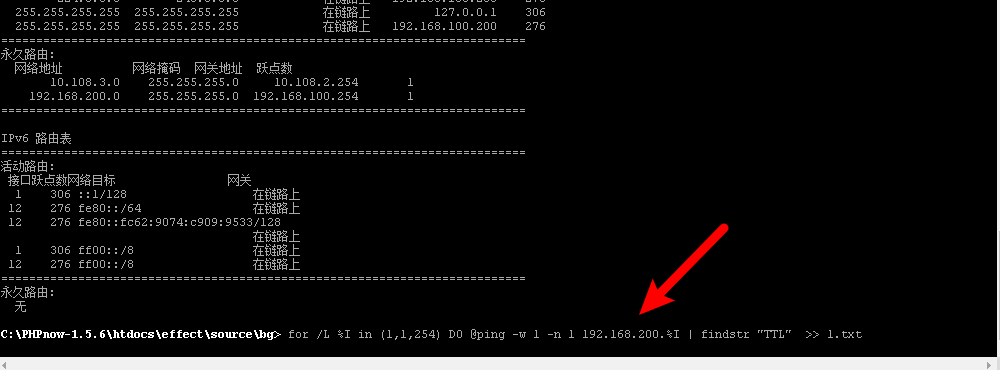 255.255.255.255 255.255.255.255 在链路上 127.0.0.1 306
255.255.255.255 255.255.255.255 在链路上 192.168.100.200 276
===========================================================================
永久路由:
网络地址 网络掩码 网关地址 跃点数
10.108.3.0 255.255.255.0 10.108.2.254 1
192.168.200.0 255.255.255.0 192.168.100.254 1
===========================================================================
IPv6 路由表
===========================================================================
活动路由:
接口跃点数网络目标 网关
1 306 ::1/128 在链路上
12 276 fe80::/64 在链路上
12 276 fe80::fc62:9074:c909:9533/128
在链路上
1 306 ff00::/8 在链路上
12 276 ff00::/8 在链路上
===========================================================================
永久路由:
无
C:\PHPnow-1.5.6\htdocs\effect\source\bg> for /L %I in (1,1,254) DO @ping -w 1 -n 1 192.168.200.%I | findstr "TTL" >> 1.txt